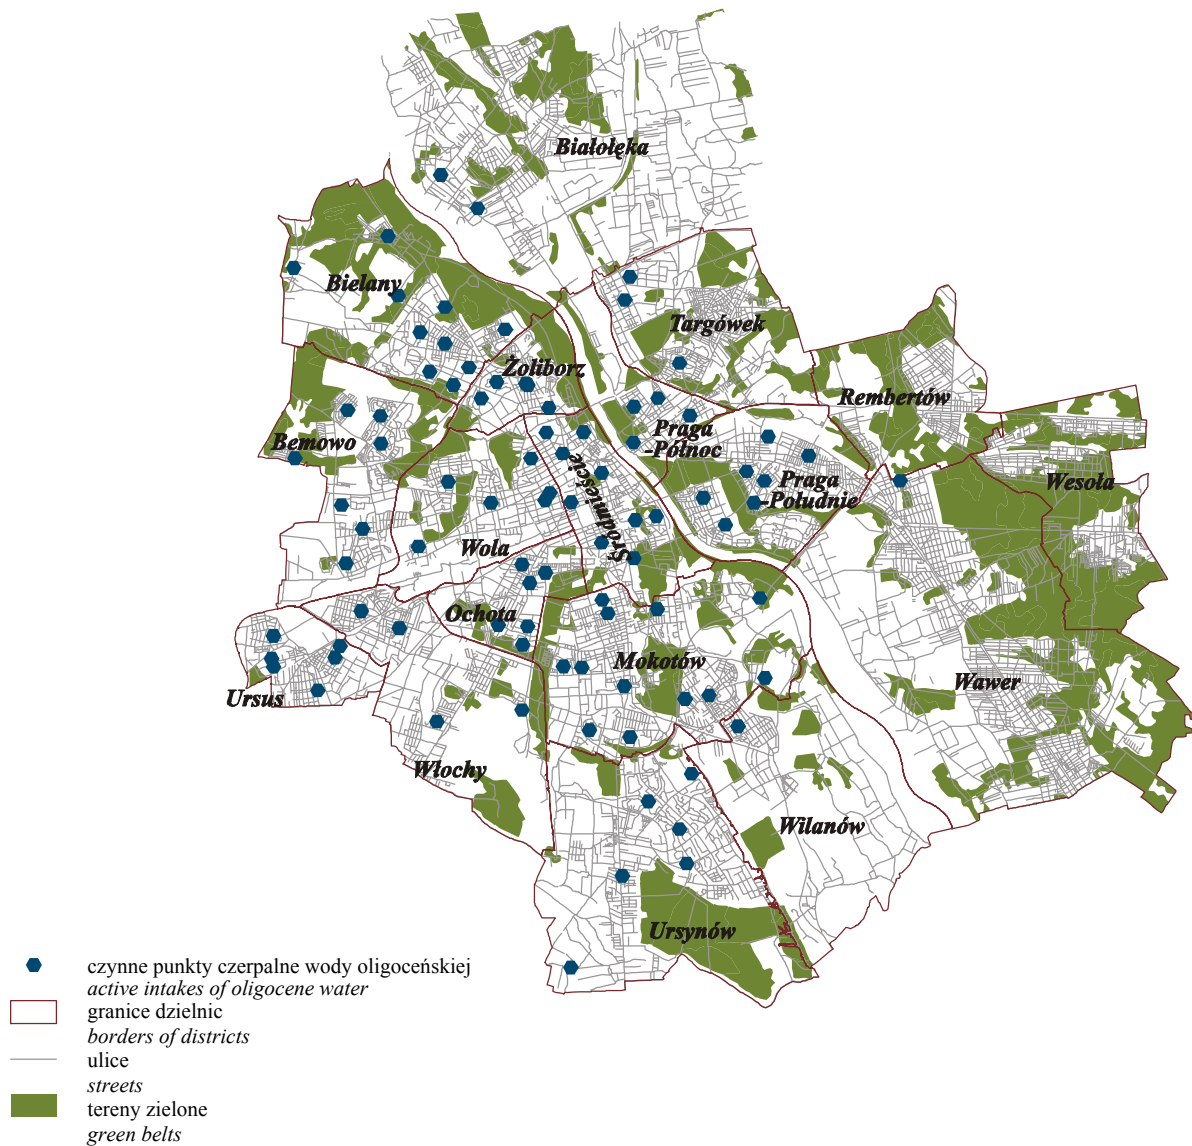 Białołęka
Bielany
Targówek
Żoliborz
Rembertów
Praga
-Północ
Bemowo
Śródmieście
Praga
-Południe
Wesoła
Wola
Ochota
Mokotów
Wawer
Ursus
Włochy
Wilanów
Ursynów
czynne punkty czerpalne wody oligoceńskiej
active intakes of oligocene water
granice dzielnic
borders of districts
ulice
streets
tereny zielone
green belts